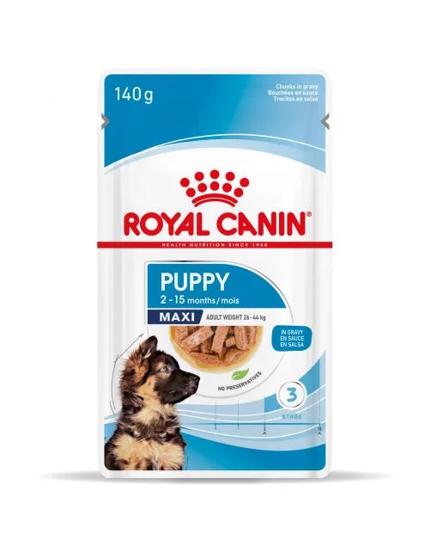 140g
Chunks in gravy
Bouchées en sauce
Trocitos en salsa
ROYAL CANIN®
HEALTH NUTRITION SINCE 1968
PUPPY
2 - 15 months/mois
MAXI ADULT WEIGHT 26-44 kg
IN GRAVY
EN SAUCE
EN SALSA
NO PRESERVATIVES
3
STAGE